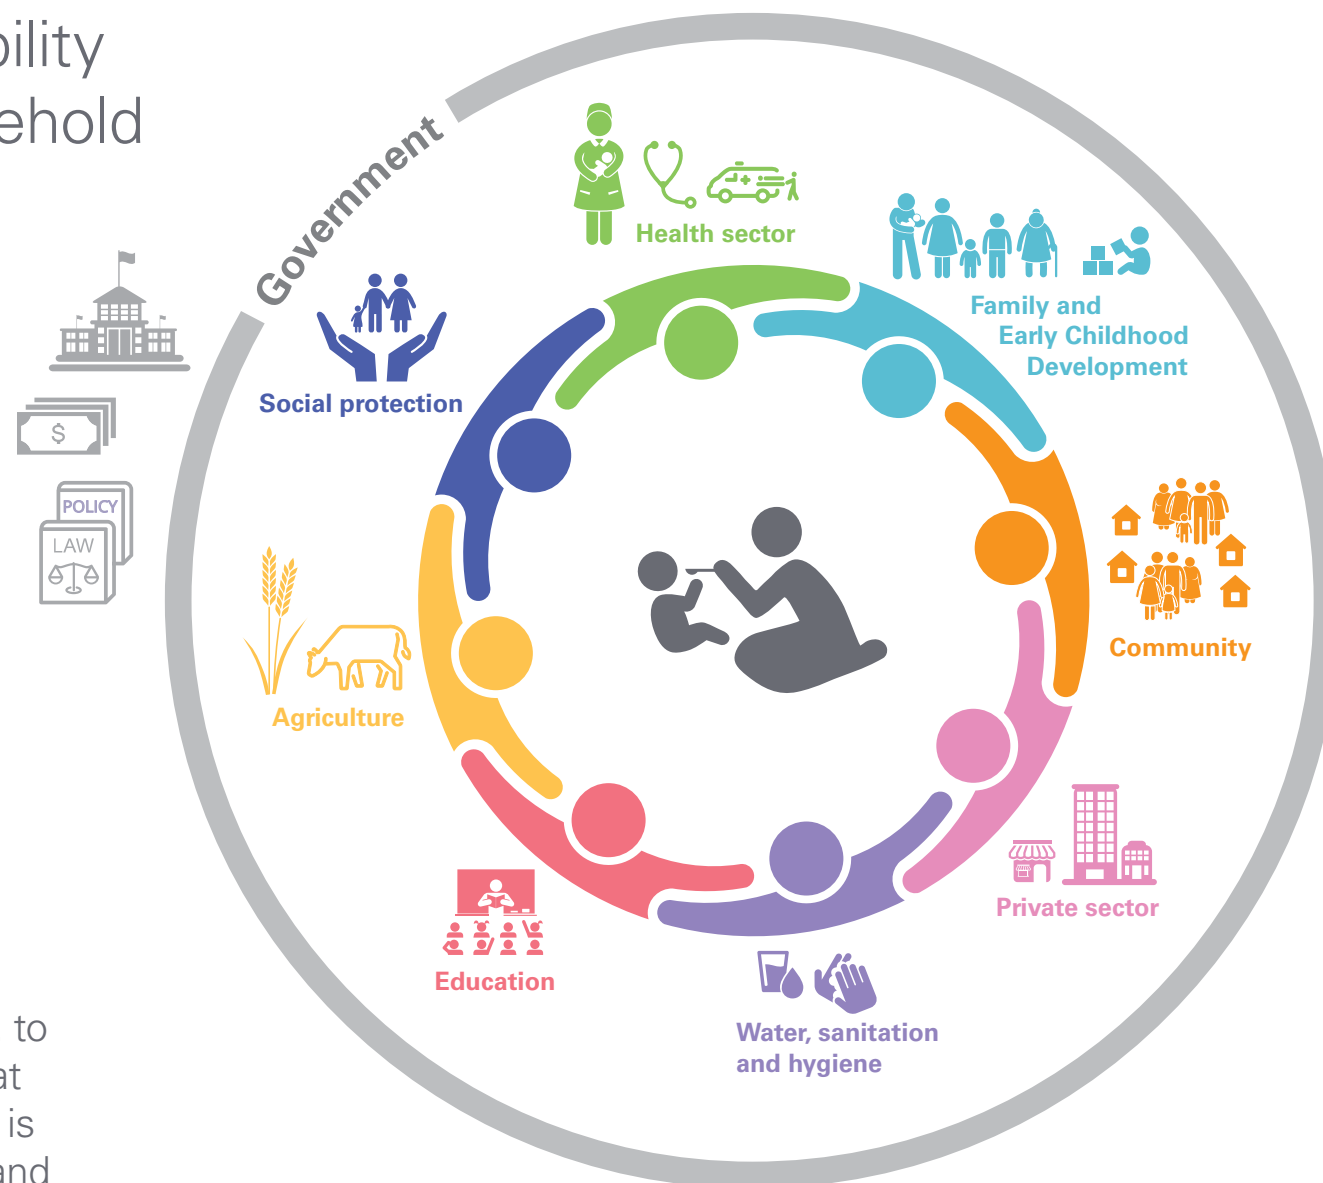 bility
ehold
Government
Health sector
Family and
Early Childhood
Development
Social protection
$
POLICY
LAW
Community
Agriculture
Private sector
Education
Water, sanitation
and hygiene
to
at
is
and